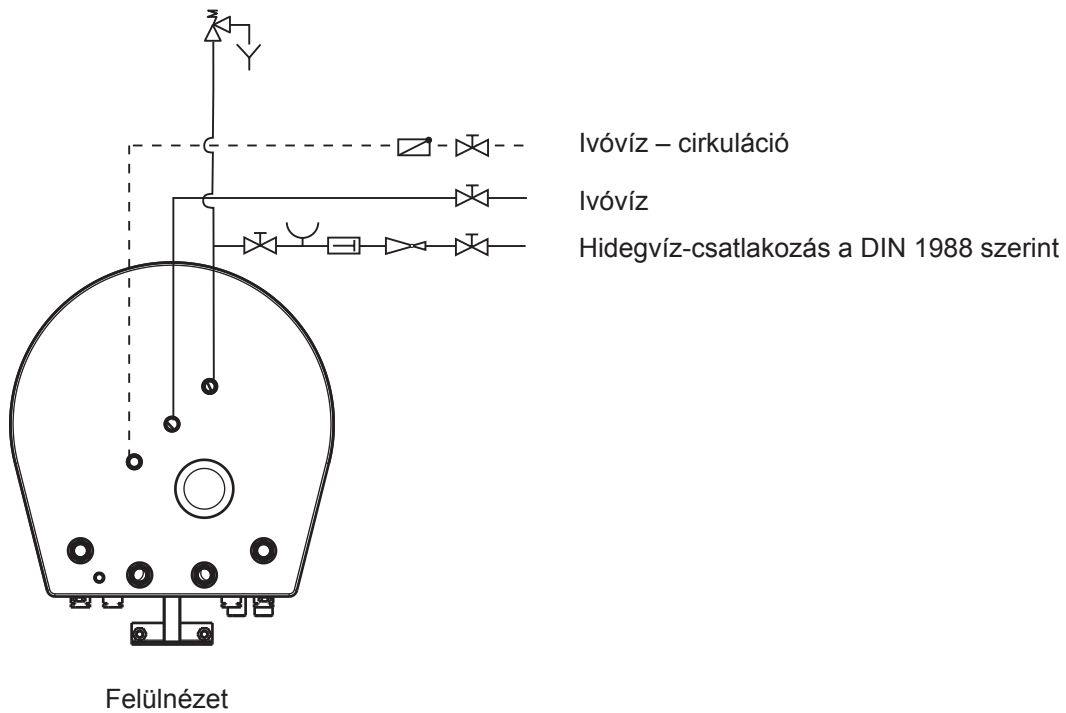 Ivóvíz – cirkuláció
Ivóvíz
Hidegvíz-csatlakozás a DIN 1988 szerint
Felülnézet